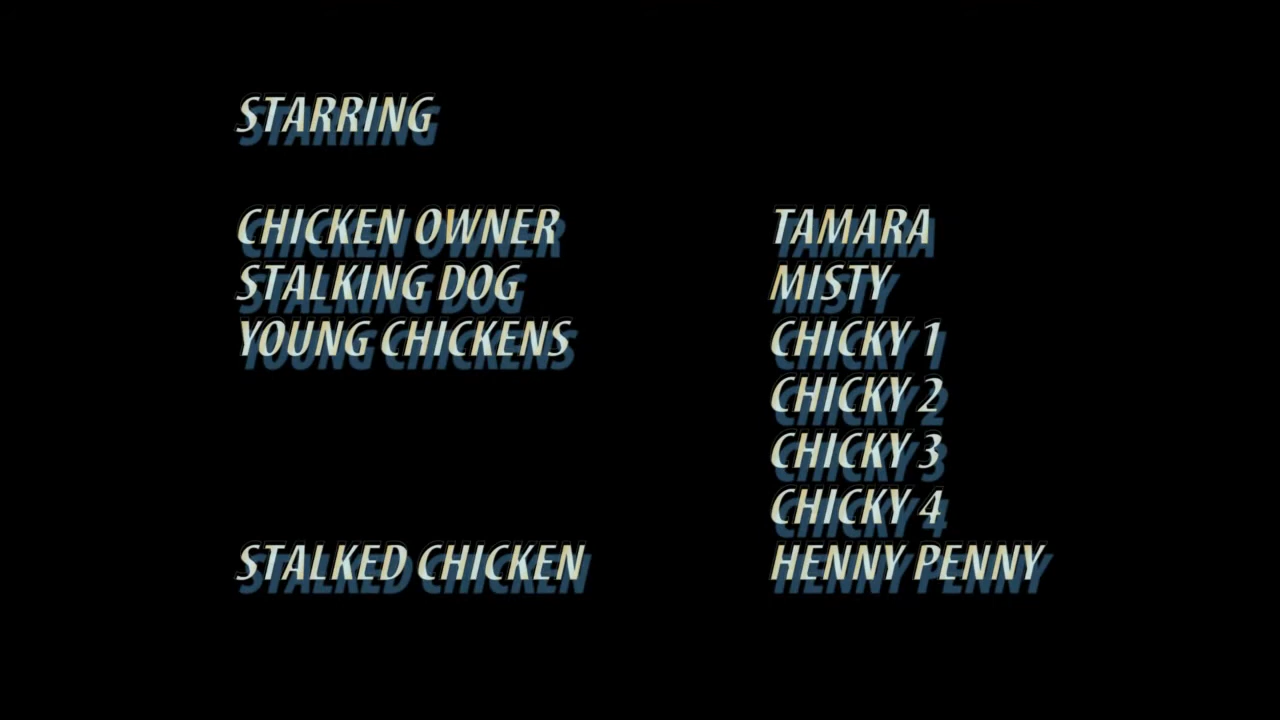 STARRING
CHICKEN OWNER TAMARA
STALKING DOG MISTY
YOUNG CHICKENS CHICKY 1
CHICKY 2
CHICKY 3
CHICKY 4
STALKED CHICKEN HENNY PENNY